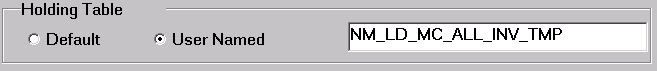 Holding Table
Default User Named NM_LD_MC_ALL_INV_TMP